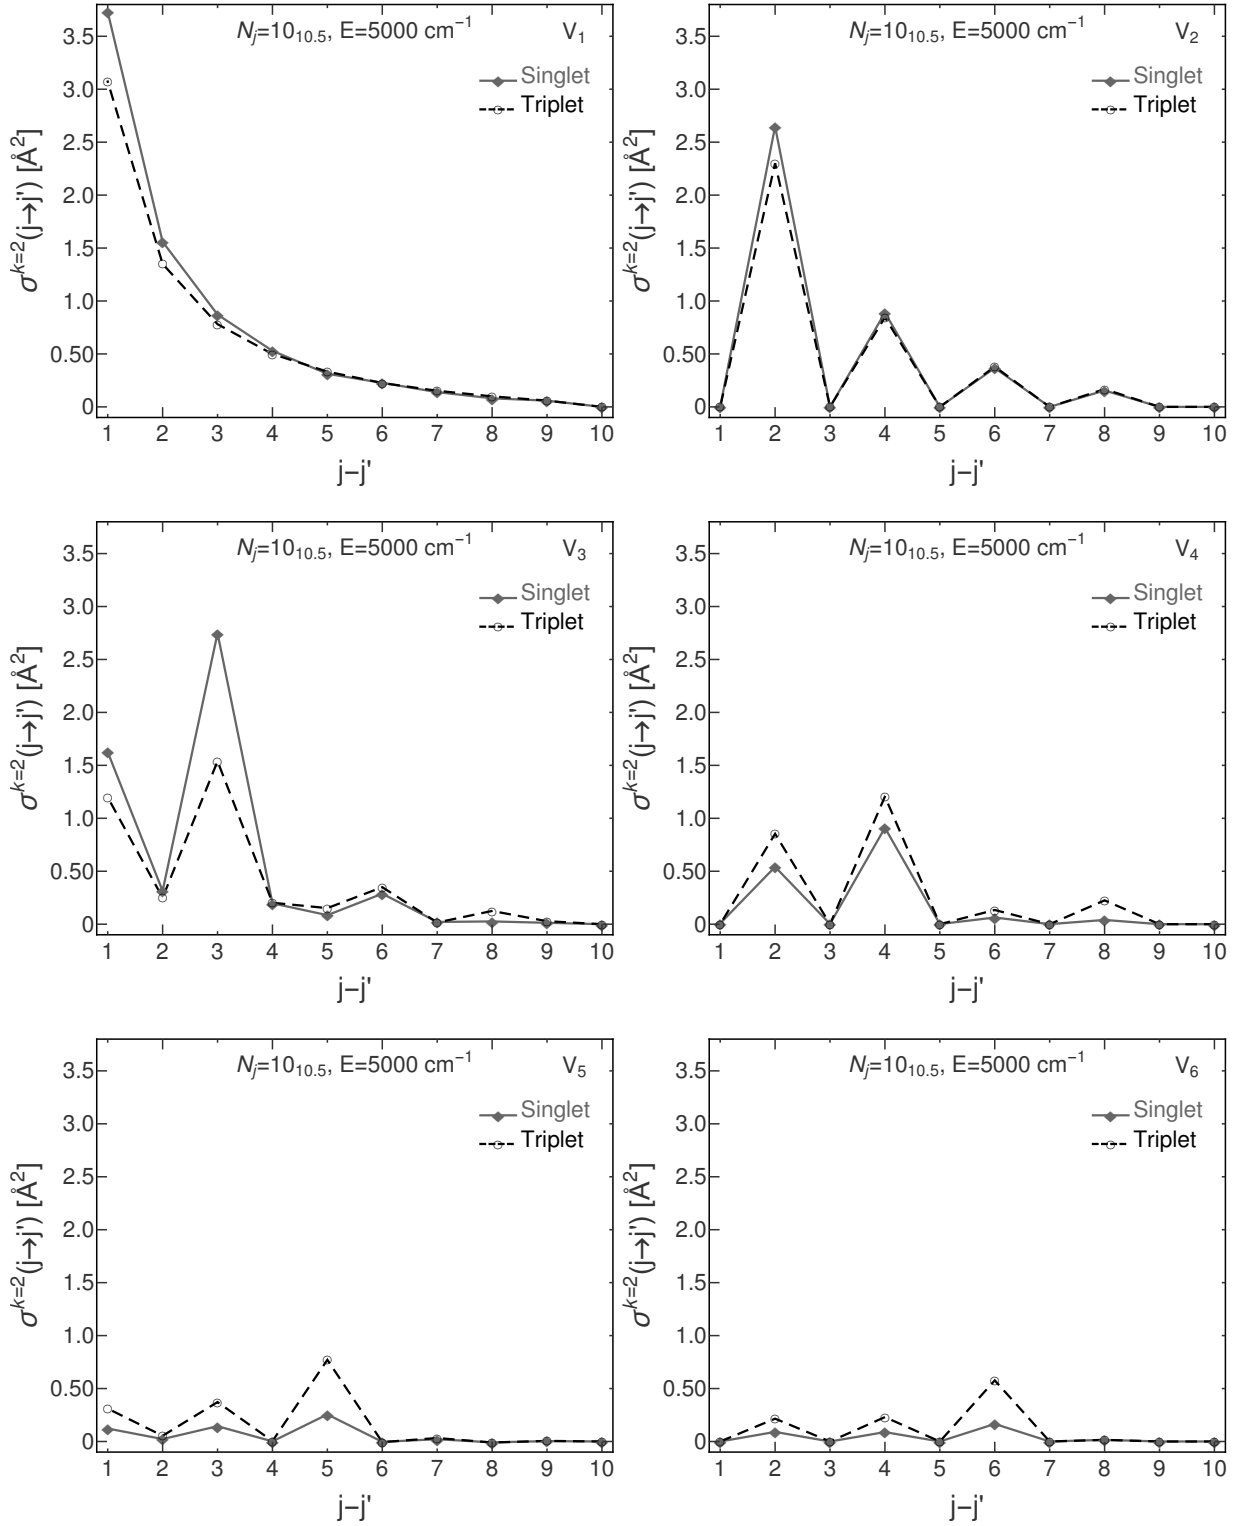 N_j=10_10.5, E=5000 cm⁻¹ V₁
Singlet
Triplet
σ^{k=2}(j→j') [Å²]
3.5
3.0
2.5
2.0
1.5
1.0
0.50
0
1 2 3 4 5 6 7 8 9 10
j−j'
N_j=10_10.5, E=5000 cm⁻¹ V₂
Singlet
Triplet
σ^{k=2}(j→j') [Å²]
3.5
3.0
2.5
2.0
1.5
1.0
0.50
0
1 2 3 4 5 6 7 8 9 10
j−j'
N_j=10_10.5, E=5000 cm⁻¹ V₃
Singlet
Triplet
σ^{k=2}(j→j') [Å²]
3.5
3.0
2.5
2.0
1.5
1.0
0.50
0
1 2 3 4 5 6 7 8 9 10
j−j'
N_j=10_10.5, E=5000 cm⁻¹ V₄
Singlet
Triplet
σ^{k=2}(j→j') [Å²]
3.5
3.0
2.5
2.0
1.5
1.0
0.50
0
1 2 3 4 5 6 7 8 9 10
j−j'
N_j=10_10.5, E=5000 cm⁻¹ V₅
Singlet
Triplet
σ^{k=2}(j→j') [Å²]
3.5
3.0
2.5
2.0
1.5
1.0
0.50
0
1 2 3 4 5 6 7 8 9 10
j−j'
N_j=10_10.5, E=5000 cm⁻¹ V₆
Singlet
Triplet
σ^{k=2}(j→j') [Å²]
3.5
3.0
2.5
2.0
1.5
1.0
0.50
0
1 2 3 4 5 6 7 8 9 10
j−j'